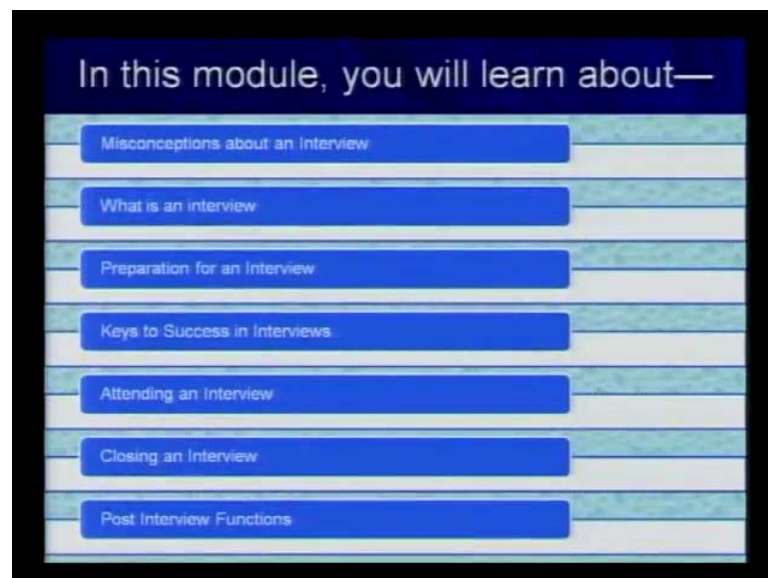 In this module, you will learn about—
Misconceptions about an Interview
What is an interview
Preparation for an Interview
Keys to Success in Interviews
Attending an Interview
Closing an Interview
Post Interview Functions